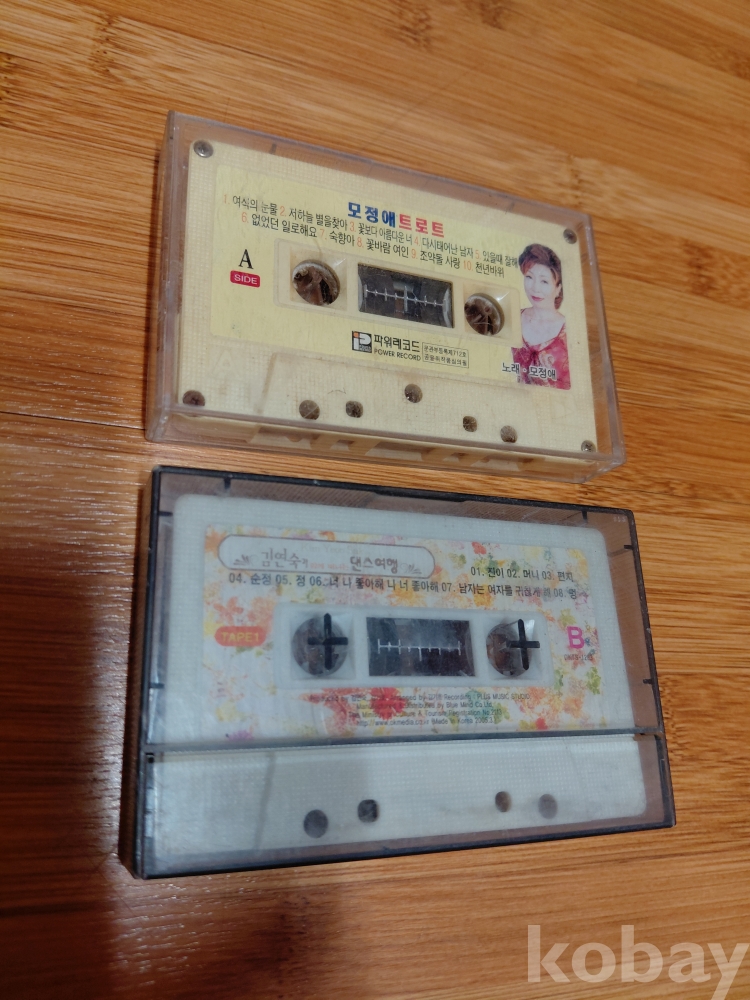 모정애트로트
1. 여식의 눈물 2. 저하늘 별을찾아 3. 꽃보다 아름다운 너 4. 다시태어난 남자 5. 있을때 잘해
6. 없었던 일로해요 7. 숙향아 8. 꽃바람 여인 9. 조약돌 사랑 10. 천년바위
A
SIDE
파워레코드
POWER RECORD
노래 · 모정애
김연숙의 댄스여행
01. 진이 02. 머니 03. 편지
04. 순정 05. 정 06. 너 나 좋아해 나 너 좋아해 07. 남자는 여자를 귀찮게 해 08. 멍
TAPE1
B
kobay